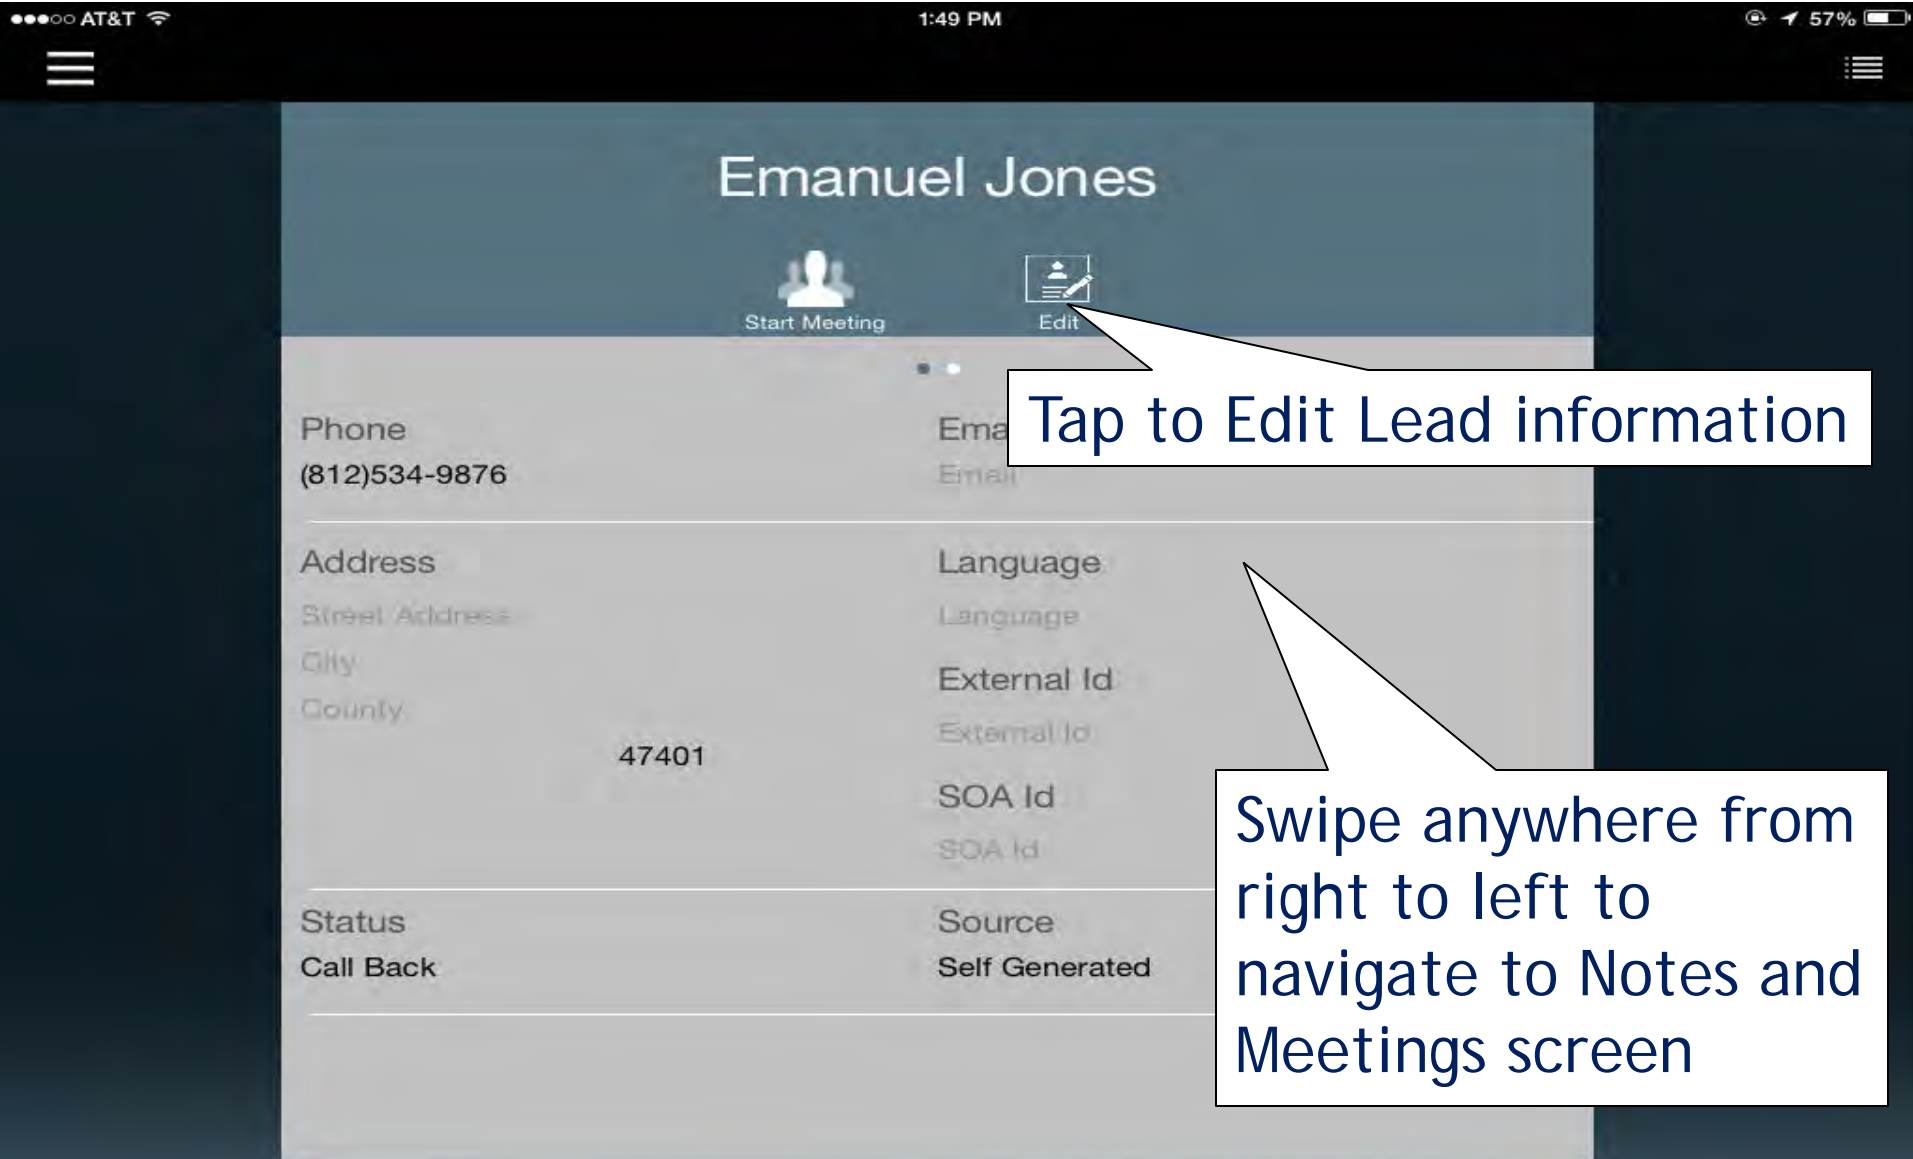 AT&T 1:49 PM 57%
Emanuel Jones
Start Meeting Edit
Tap to Edit Lead information
Phone Ema
(812)534-9876 Email
Address Language
Street Address Language
City
External Id
County
External Id
47401
SOA Id
SOA Id
Swipe anywhere from
right to left to
navigate to Notes and
Meetings screen
Status Source
Call Back Self Generated